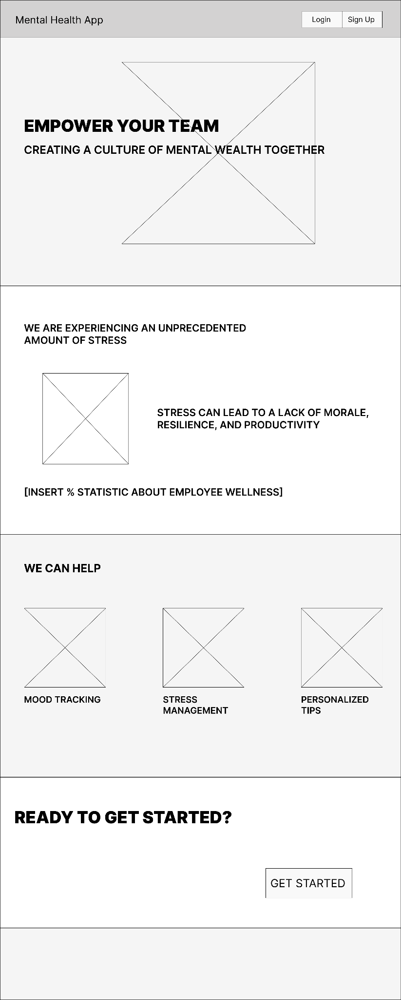 Mental Health App
Login
Sign Up
EMPOWER YOUR TEAM
CREATING A CULTURE OF MENTAL WEALTH TOGETHER
WE ARE EXPERIENCING AN UNPRECEDENTED
AMOUNT OF STRESS
STRESS CAN LEAD TO A LACK OF MORALE,
RESILIENCE, AND PRODUCTIVITY
[INSERT % STATISTIC ABOUT EMPLOYEE WELLNESS]
WE CAN HELP
MOOD TRACKING
STRESS
MANAGEMENT
PERSONALIZED
TIPS
READY TO GET STARTED?
GET STARTED